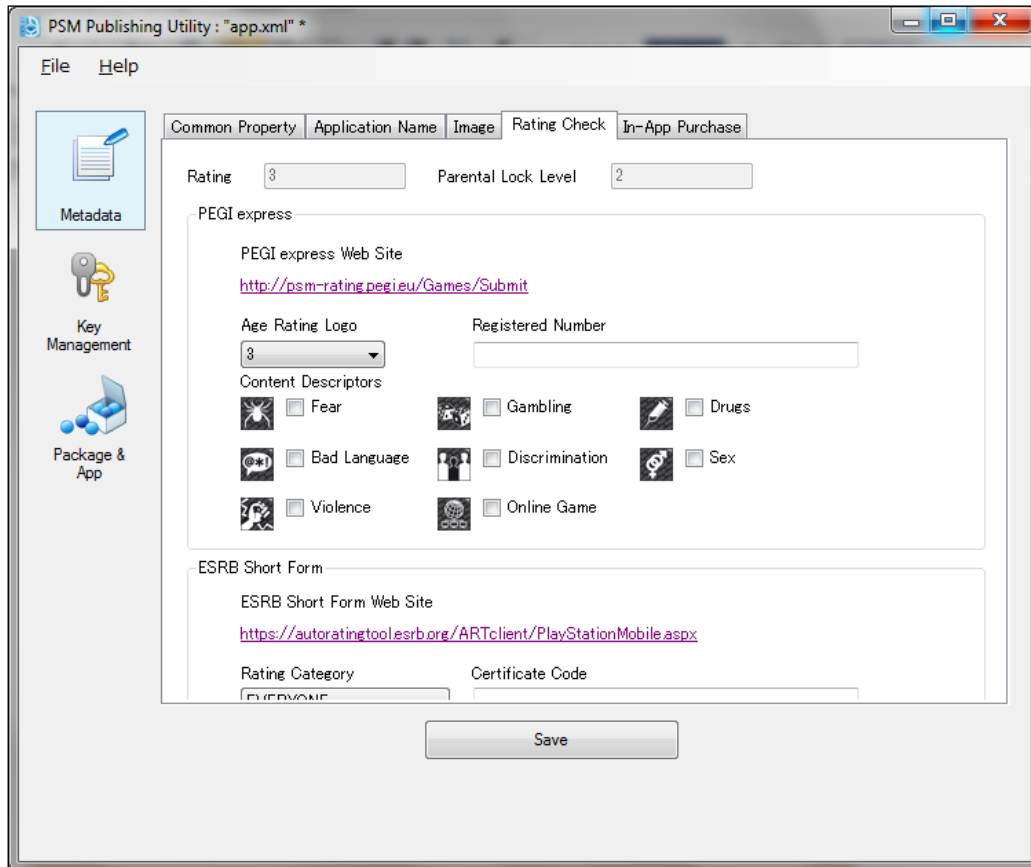 PSM Publishing Utility : "app.xml" *
File Help
Common Property Application Name Image Rating Check In-App Purchase
Rating 3 Parental Lock Level 2
Metadata
PEGI express
PEGI express Web Site
http://psm-rating.pegi.eu/Games/Submit
Key Management
Age Rating Logo Registered Number
3
Content Descriptors
Fear Gambling Drugs
@*!
Bad Language Discrimination Sex
Package & App
Violence Online Game
ESRB Short Form
ESRB Short Form Web Site
https://autoratingtool.esrb.org/ARTclient/PlayStationMobile.aspx
Rating Category Certificate Code
EVERYONE
Save